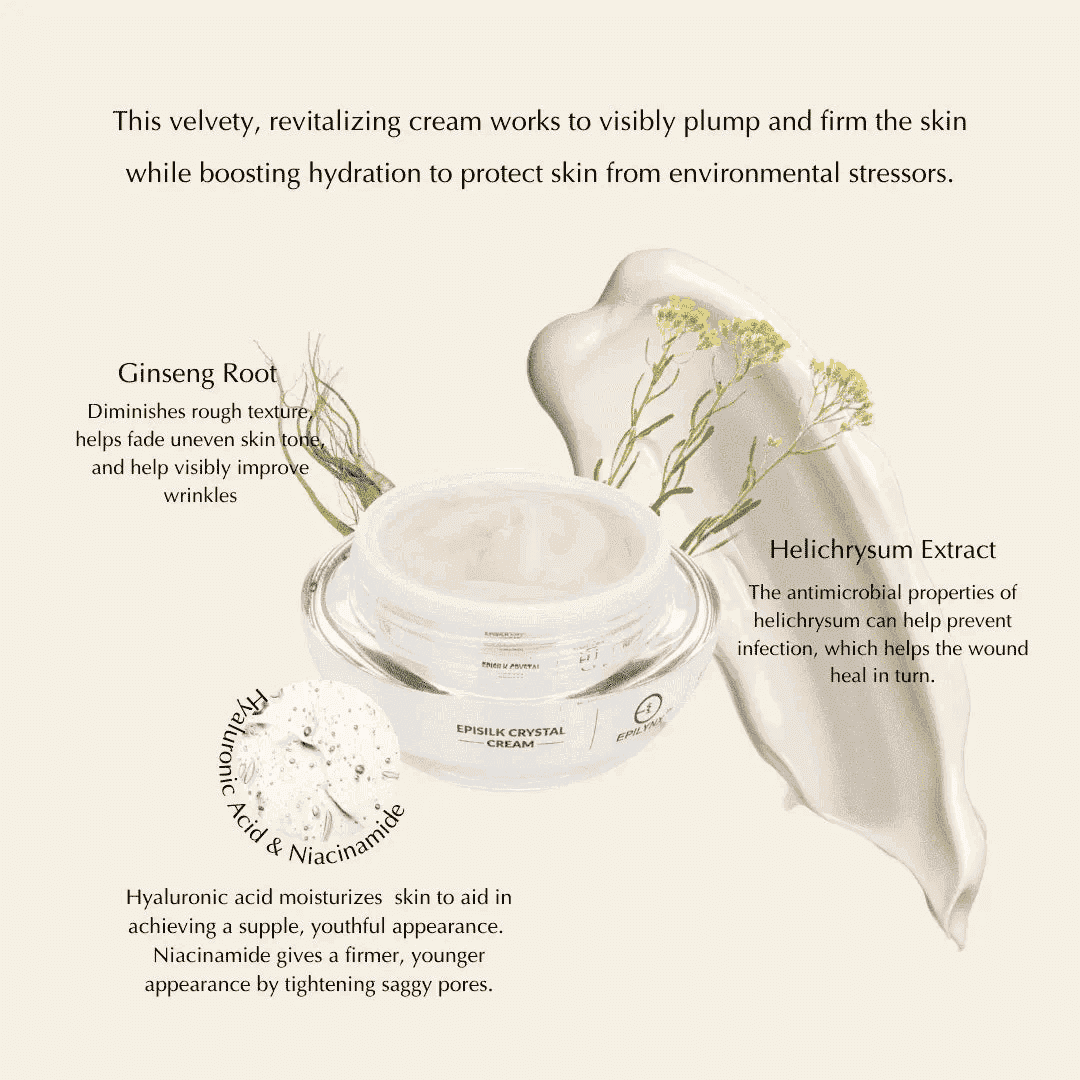 This velvety, revitalizing cream works to visibly plump and firm the skin
while boosting hydration to protect skin from environmental stressors.
Ginseng Root
Diminishes rough texture,
helps fade uneven skin tone,
and help visibly improve
wrinkles
Helichrysum Extract
The antimicrobial properties of
helichrysum can help prevent
infection, which helps the wound
heal in turn.
EPISILK CRYSTAL
EPISILK CRYSTAL
CREAM
EPILYNX
Hyaluronic Acid & Niacinamide
Hyaluronic acid moisturizes  skin to aid in
achieving a supple, youthful appearance.
Niacinamide gives a firmer, younger
appearance by tightening saggy pores.